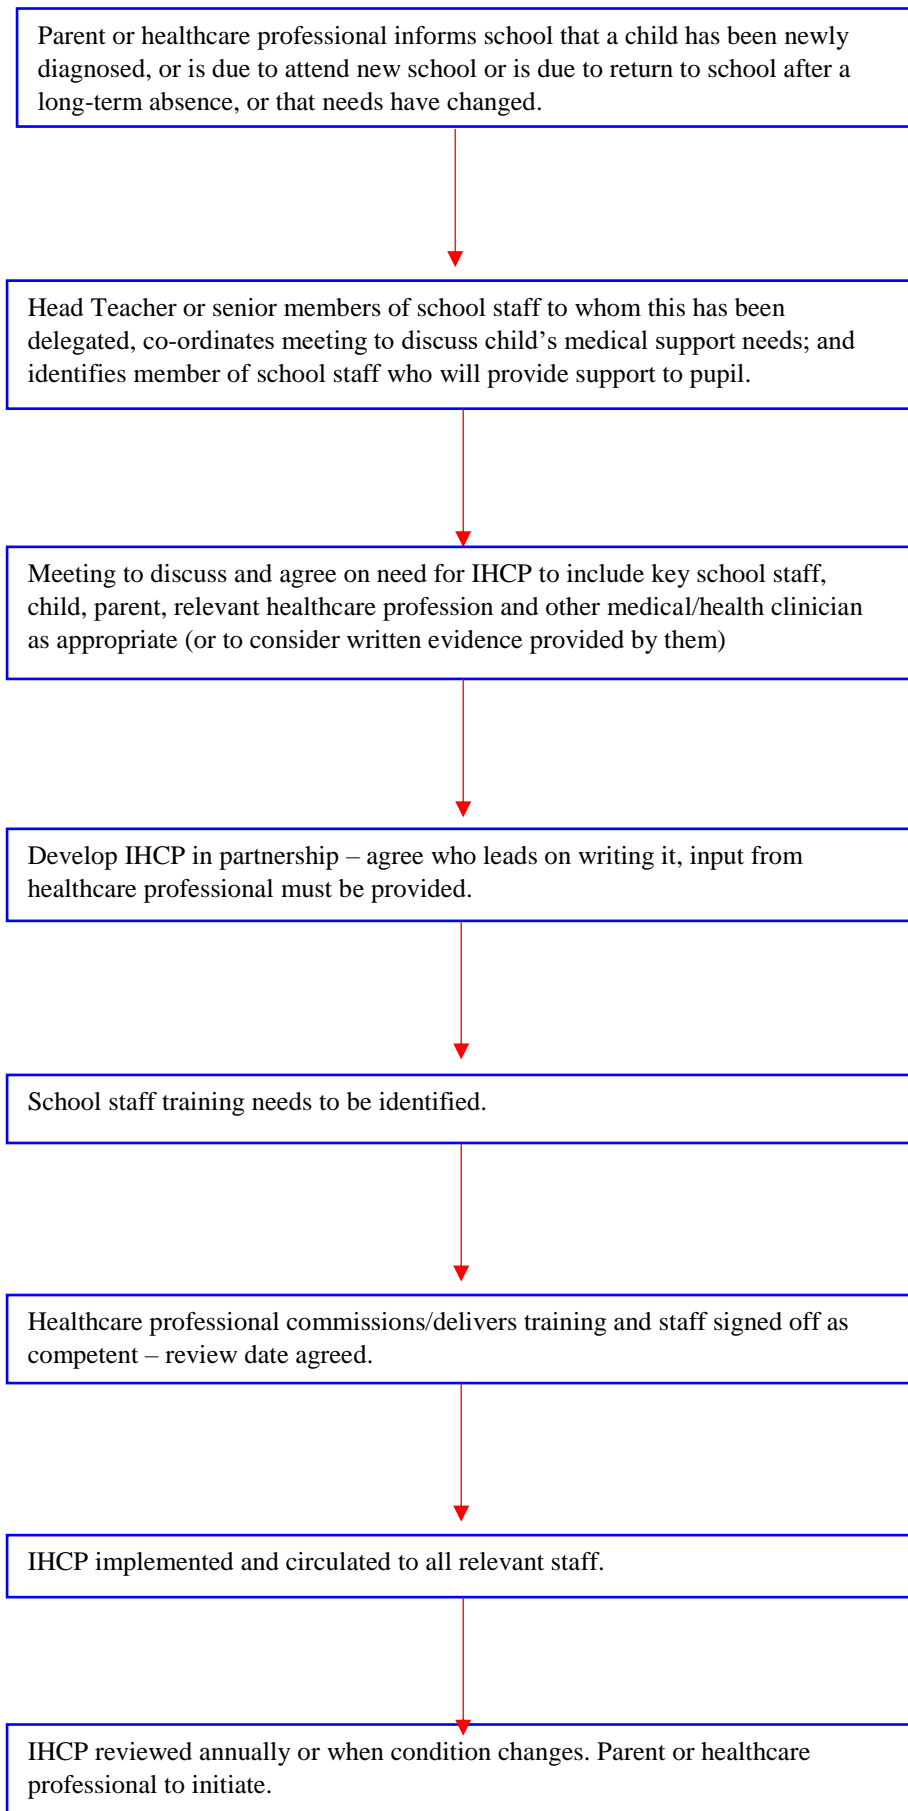 Parent or healthcare professional informs school that a child has been newly
diagnosed, or is due to attend new school or is due to return to school after a
long-term absence, or that needs have changed.
Head Teacher or senior members of school staff to whom this has been
delegated, co-ordinates meeting to discuss child’s medical support needs; and
identifies member of school staff who will provide support to pupil.
Meeting to discuss and agree on need for IHCP to include key school staff,
child, parent, relevant healthcare profession and other medical/health clinician
as appropriate (or to consider written evidence provided by them)
Develop IHCP in partnership – agree who leads on writing it, input from
healthcare professional must be provided.
School staff training needs to be identified.
Healthcare professional commissions/delivers training and staff signed off as
competent – review date agreed.
IHCP implemented and circulated to all relevant staff.
IHCP reviewed annually or when condition changes. Parent or healthcare
professional to initiate.